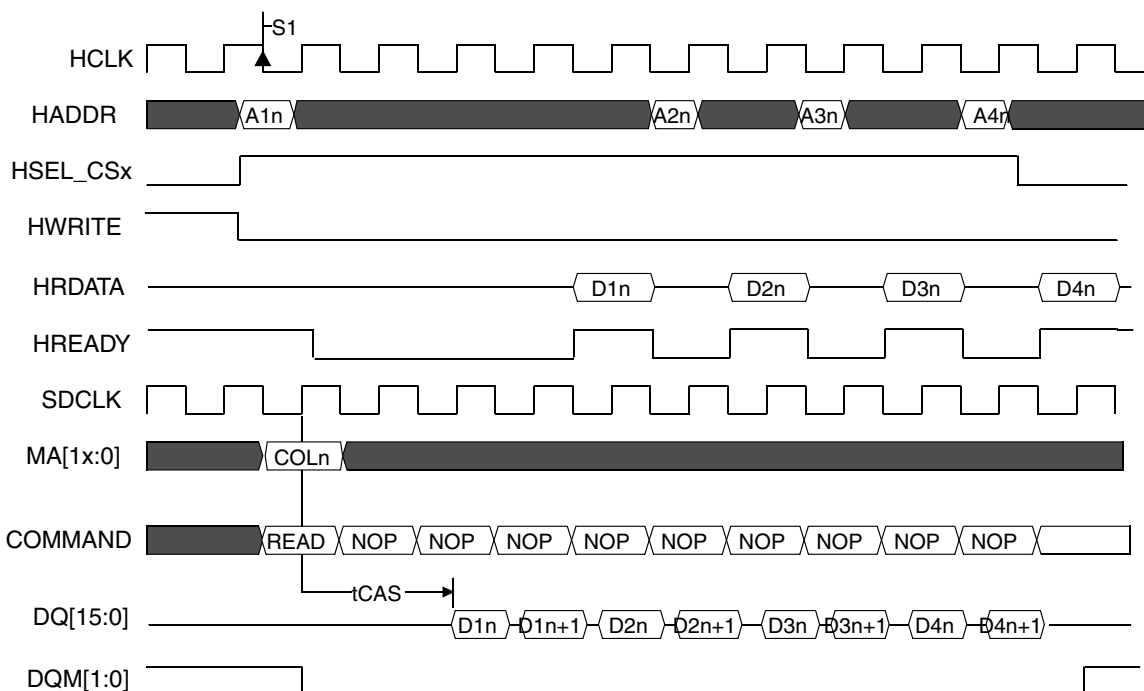 S1
HCLK
HADDR A1n A2n A3n A4n
HSEL_CSx
HWRITE
HRDATA D1n D2n D3n D4n
HREADY
SDCLK
MA[1x:0] COLn
COMMAND READ NOP NOP NOP NOP NOP NOP NOP NOP NOP
tCAS
DQ[15:0] D1n D1n+1 D2n D2n+1 D3n D3n+1 D4n D4n+1
DQM[1:0]